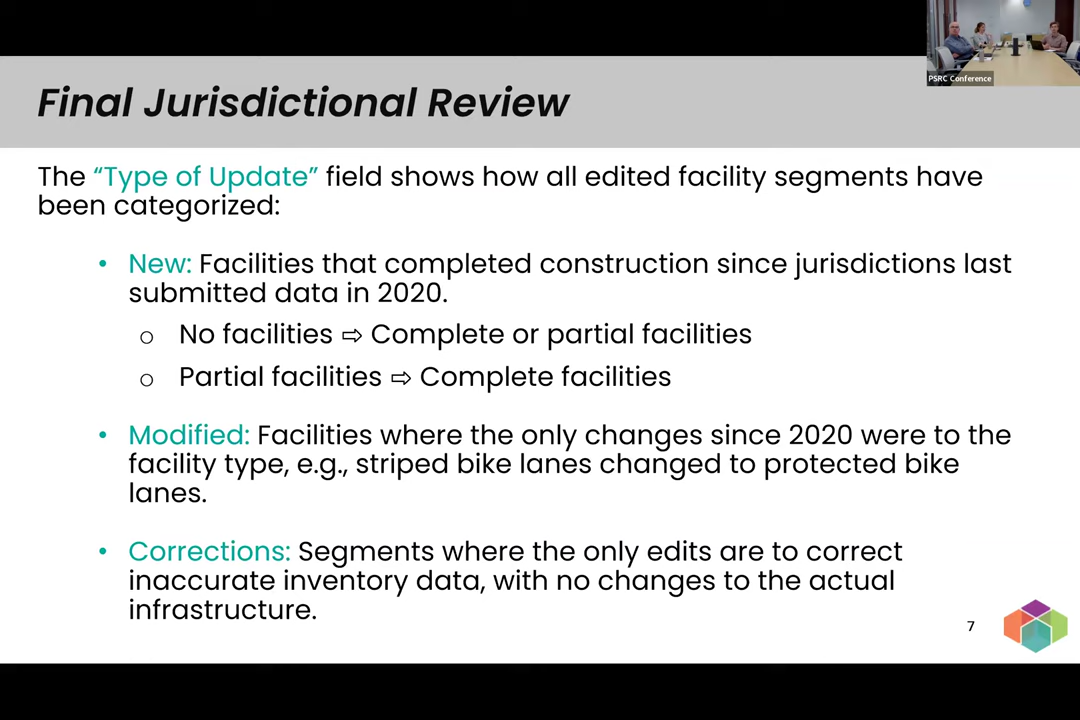 PSRC Conference
Final Jurisdictional Review
The “Type of Update” field shows how all edited facility segments have
been categorized:
• New: Facilities that completed construction since jurisdictions last
submitted data in 2020.
o No facilities ⇨ Complete or partial facilities
o Partial facilities ⇨ Complete facilities
• Modified: Facilities where the only changes since 2020 were to the
facility type, e.g., striped bike lanes changed to protected bike
lanes.
• Corrections: Segments where the only edits are to correct
inaccurate inventory data, with no changes to the actual
infrastructure.
7